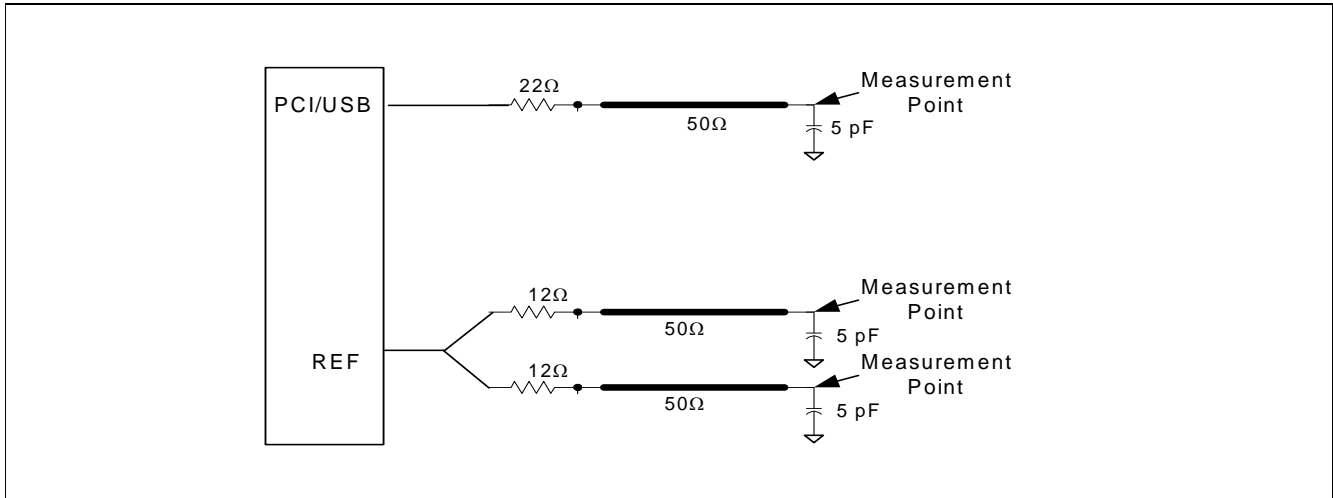 PCI/USB
22Ω
50Ω
Measurement
Point
5 pF
REF
12Ω
50Ω
Measurement
Point
5 pF
12Ω
50Ω
Measurement
Point
5 pF